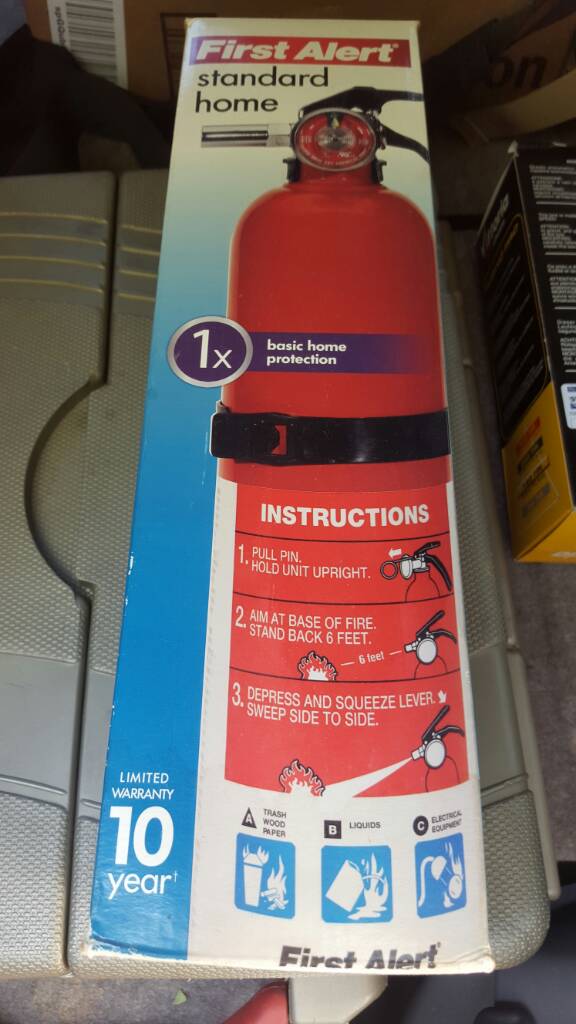 First Alert®
standard
home
1x
basic home
protection
INSTRUCTIONS
1. PULL PIN.
HOLD UNIT UPRIGHT.
2. AIM AT BASE OF FIRE.
STAND BACK 6 FEET.
6 feet
3. DEPRESS AND SQUEEZE LEVER.
SWEEP SIDE TO SIDE.
LIMITED
WARRANTY
10
year†
A TRASH
WOOD
PAPER
B LIQUIDS
C ELECTRICAL
EQUIPMENT
First Alert®
on